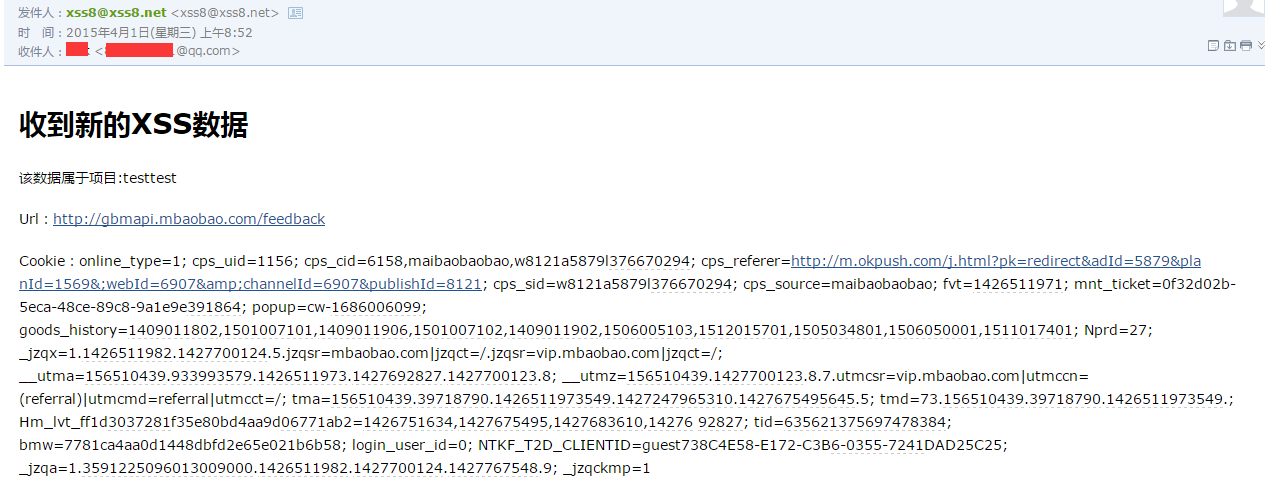 发件人：xss8@xss8.net <xss8@xss8.net>
时 间：2015年4月1日(星期三) 上午8:52
收件人： t <1@qq.com>
收到新的XSS数据
该数据属于项目:testtest
Url：http://gbmapi.mbaobao.com/feedback
Cookie：online_type=1; cps_uid=1156; cps_cid=6158,maibaobaobao,w8121a5879l376670294; cps_referer=http://m.okpush.com/j.html?pk=redirect&adId=5879&pla
nId=1569&;webId=6907&amp;channelId=6907&publishId=8121; cps_sid=w8121a5879l376670294; cps_source=maibaobaobao; fvt=1426511971; mnt_ticket=0f32d02b-
5eca-48ce-89c8-9a1e9e391864; popup=cw-1686006099;
goods_history=1409011802,1501007101,1409011906,1501007102,1409011902,1506005103,1512015701,1505034801,1506050001,1511017401; Nprd=27;
_jzqx=1.1426511982.1427700124.5.jzqsr=mbaobao.com|jzqct=/.jzqsr=vip.mbaobao.com|jzqct=/;
__utma=156510439.933993579.1426511973.1427692827.1427700123.8; __utmz=156510439.1427700123.8.7.utmcsr=vip.mbaobao.com|utmccn=
(referral)|utmcmd=referral|utmcct=/; tma=156510439.39718790.1426511973549.1427247965310.1427675495645.5; tmd=73.156510439.39718790.1426511973549.;
Hm_lvt_ff1d3037281f35e80bd4aa9d06771ab2=1426751634,1427675495,1427683610,14276 92827; tid=635621375697478384;
bmw=7781ca4aa0d1448dbfd2e65e021b6b58; login_user_id=0; NTKF_T2D_CLIENTID=guest738C4E58-E172-C3B6-0355-7241DAD25C25;
_jzqa=1.3591225096013009000.1426511982.1427700124.1427767548.9; _jzqckmp=1